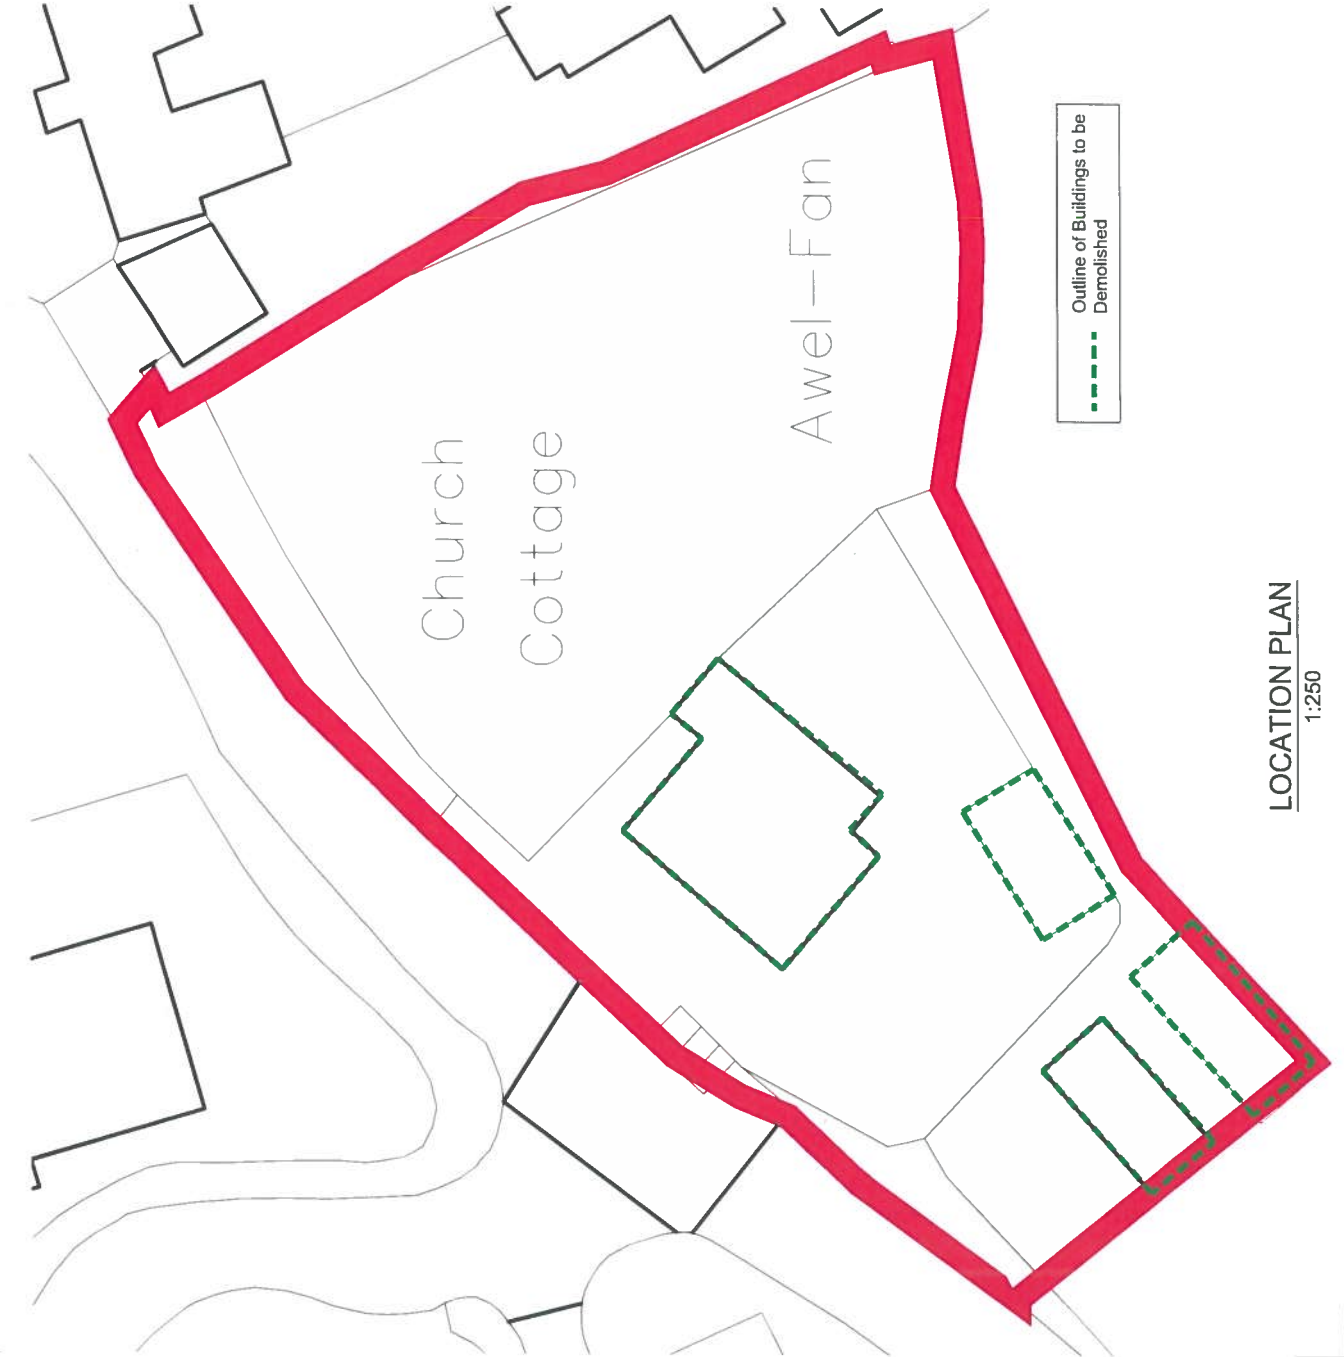 Church
Cottage
Awel-Fan
Outline of Buildings to be
Demolished
LOCATION PLAN
1:250